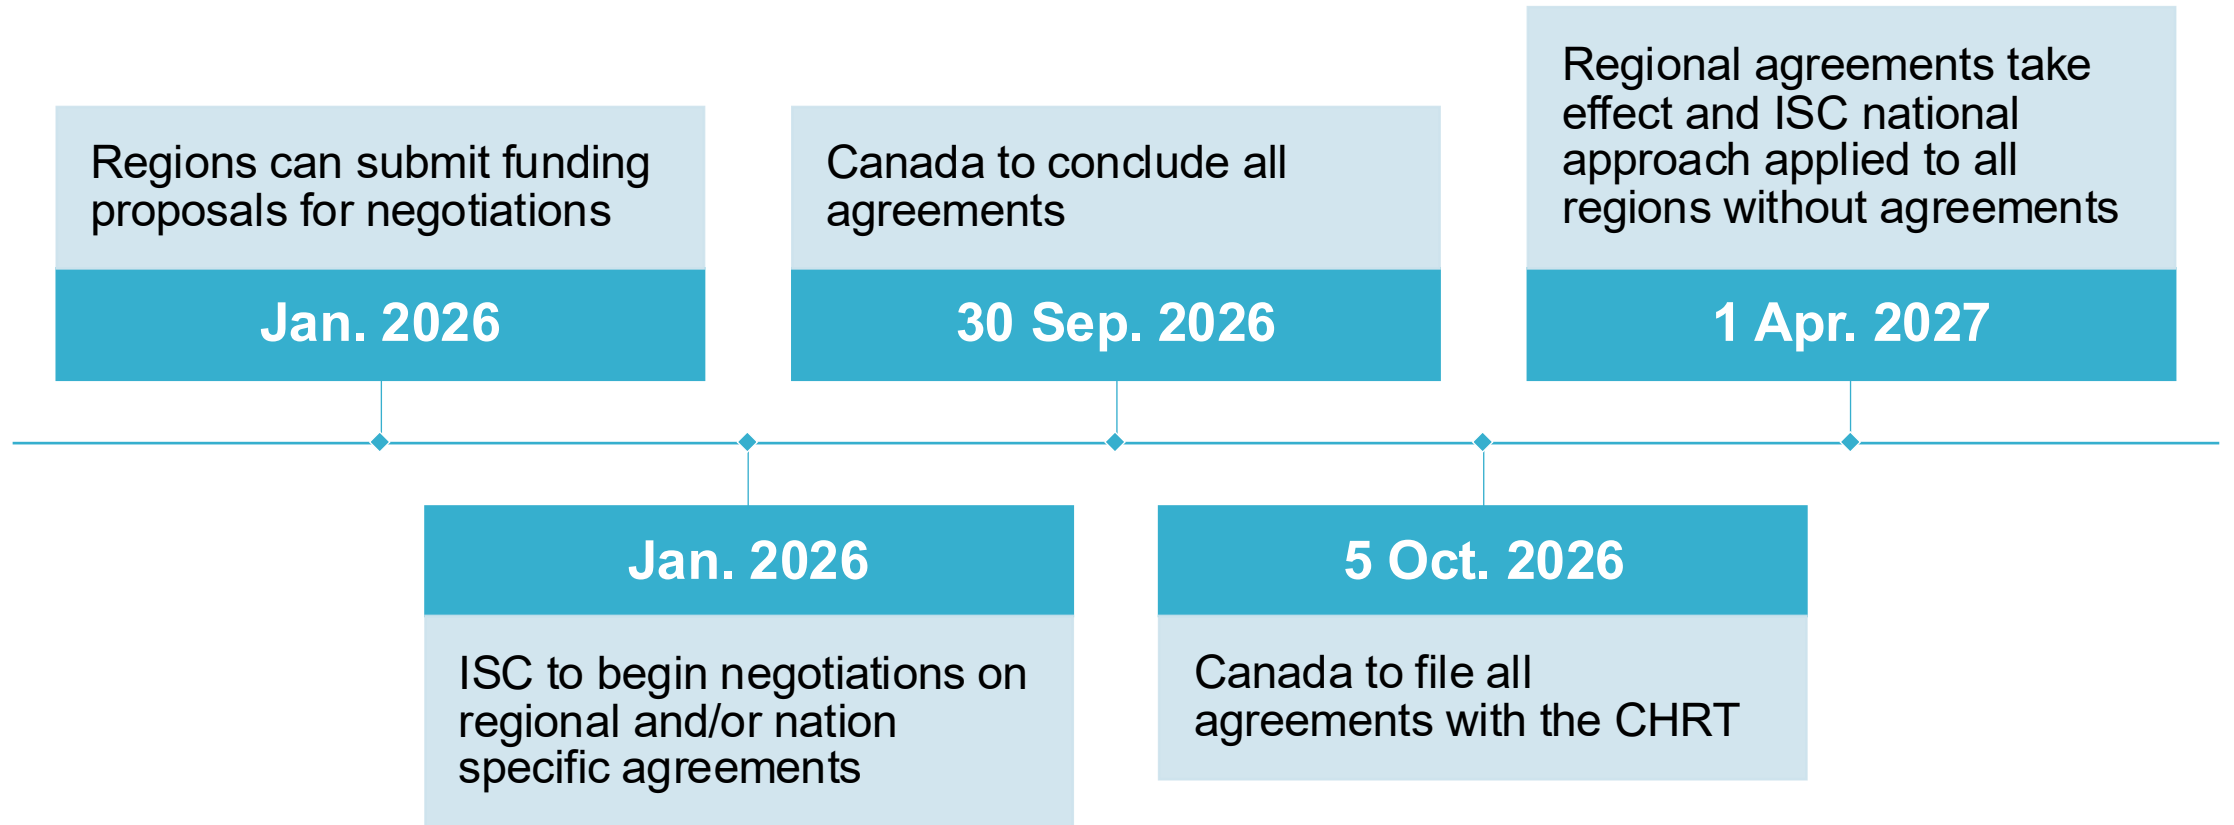 Regions can submit funding
proposals for negotiations
Jan. 2026
ISC to begin negotiations on
regional and/or nation
specific agreements
Jan. 2026
Canada to conclude all
agreements
30 Sep. 2026
5 Oct. 2026
Canada to file all
agreements with the CHRT
Regional agreements take
effect and ISC national
approach applied to all
regions without agreements
1 Apr. 2027